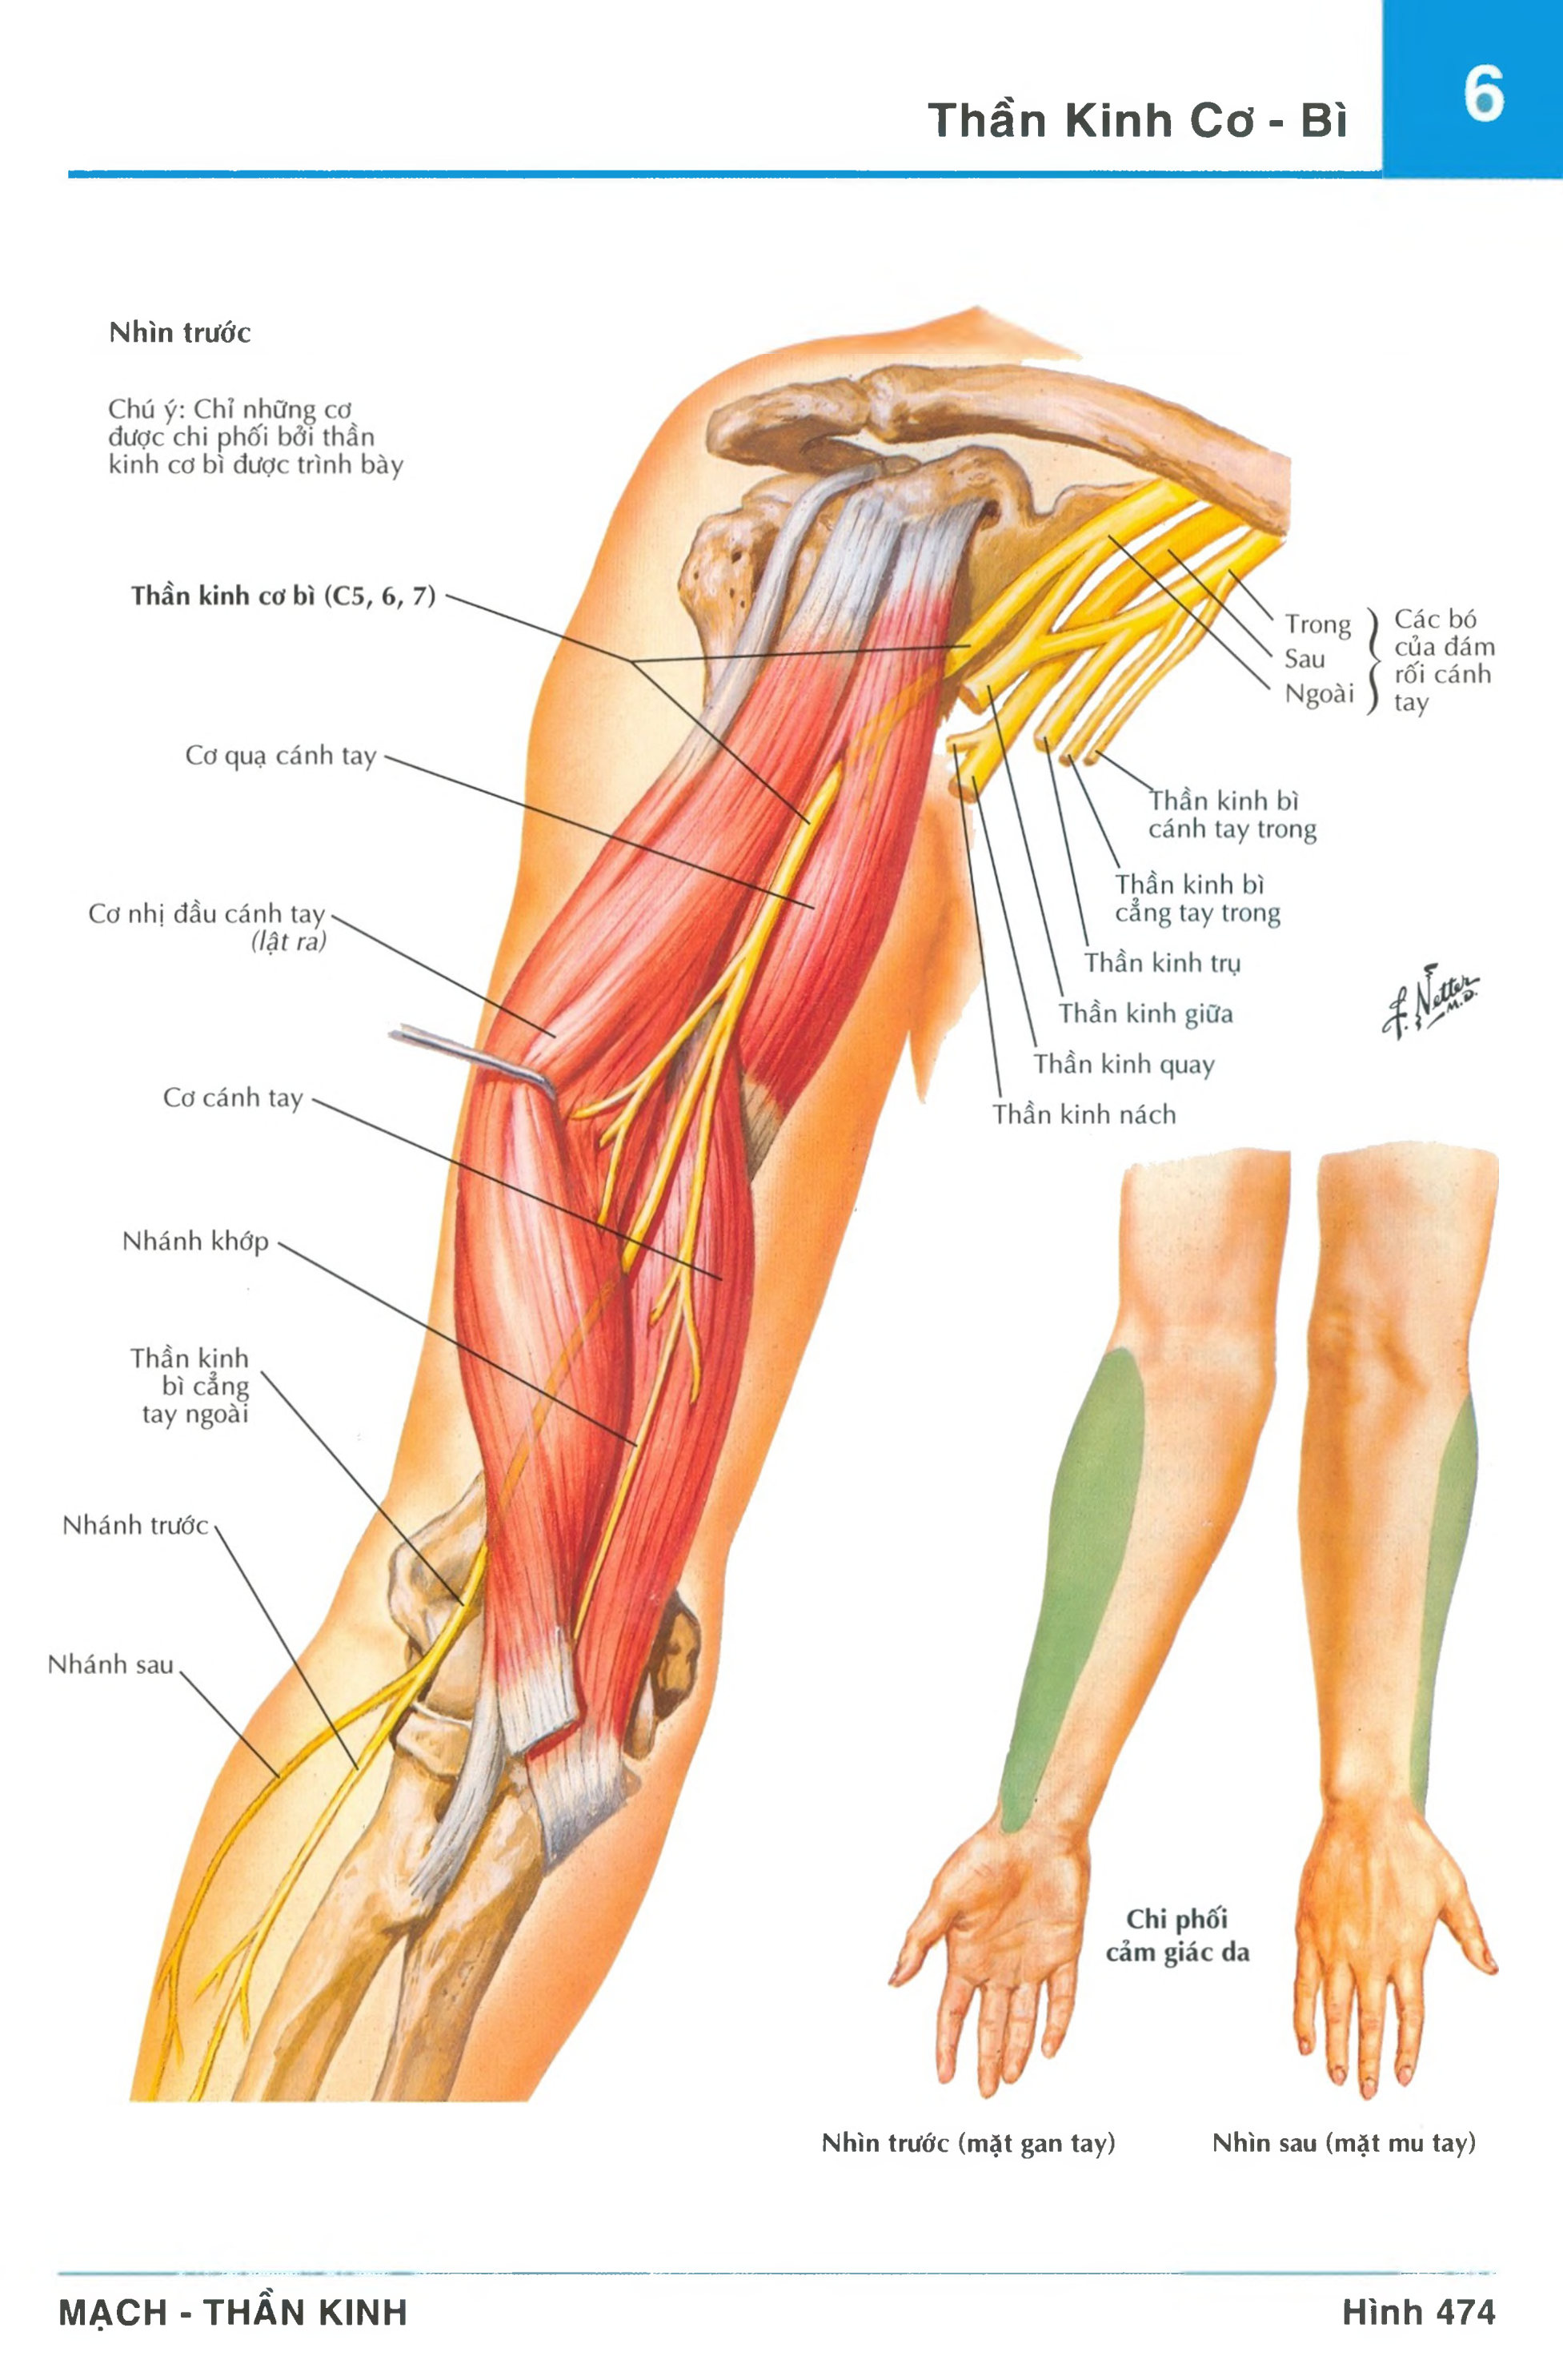 Thần Kinh Cơ - Bì
6
Nhìn trước
Chú ý: Chỉ những cơ
được chi phối bởi thần
kinh cơ bì được trình bày
Thần kinh cơ bì (C5, 6, 7)
Cơ quạ cánh tay
Cơ nhị đầu cánh tay
(lật ra)
Cơ cánh tay
Nhánh khớp
Thần kinh
bì cẳng
tay ngoài
Nhánh trước
Nhánh sau
Trong
Sau
Ngoài
Các bó
của đám
rối cánh
tay
Thần kinh bì
cánh tay trong
Thần kinh bì
cẳng tay trong
Thần kinh trụ
Thần kinh giữa
Thần kinh quay
Thần kinh nách
F. Netter
M.D.
Chi phối
cảm giác da
Nhìn trước (mặt gan tay)
Nhìn sau (mặt mu tay)
MẠCH - THẦN KINH
Hình 474